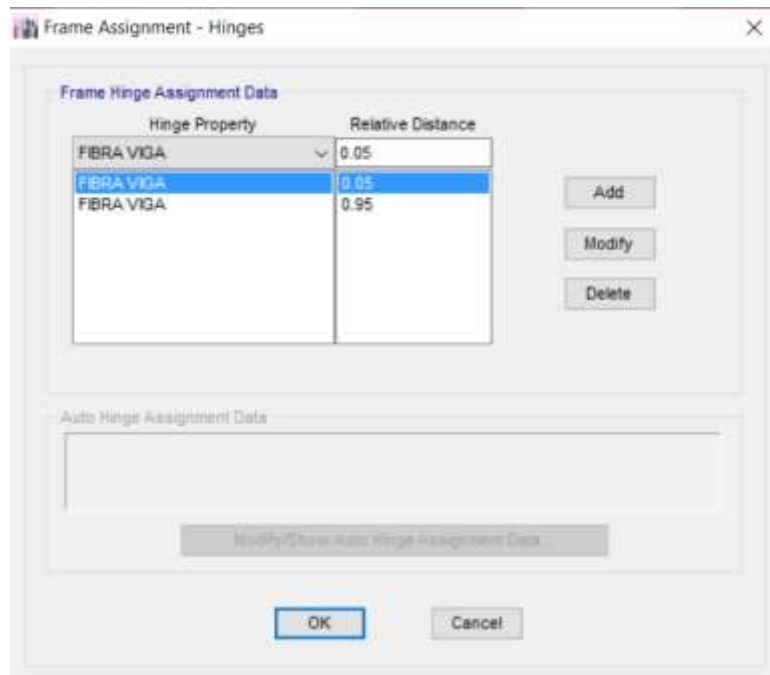 Frame Assignment - Hinges
Frame Hinge Assignment Data
Hinge Property Relative Distance
FIBRA VIGA 0.05
FIBRA VIGA 0.05
FIBRA VIGA 0.95
Add
Modify
Delete
Auto Hinge Assignment Data
Modify/Show Auto Hinge Assignment Data...
OK Cancel